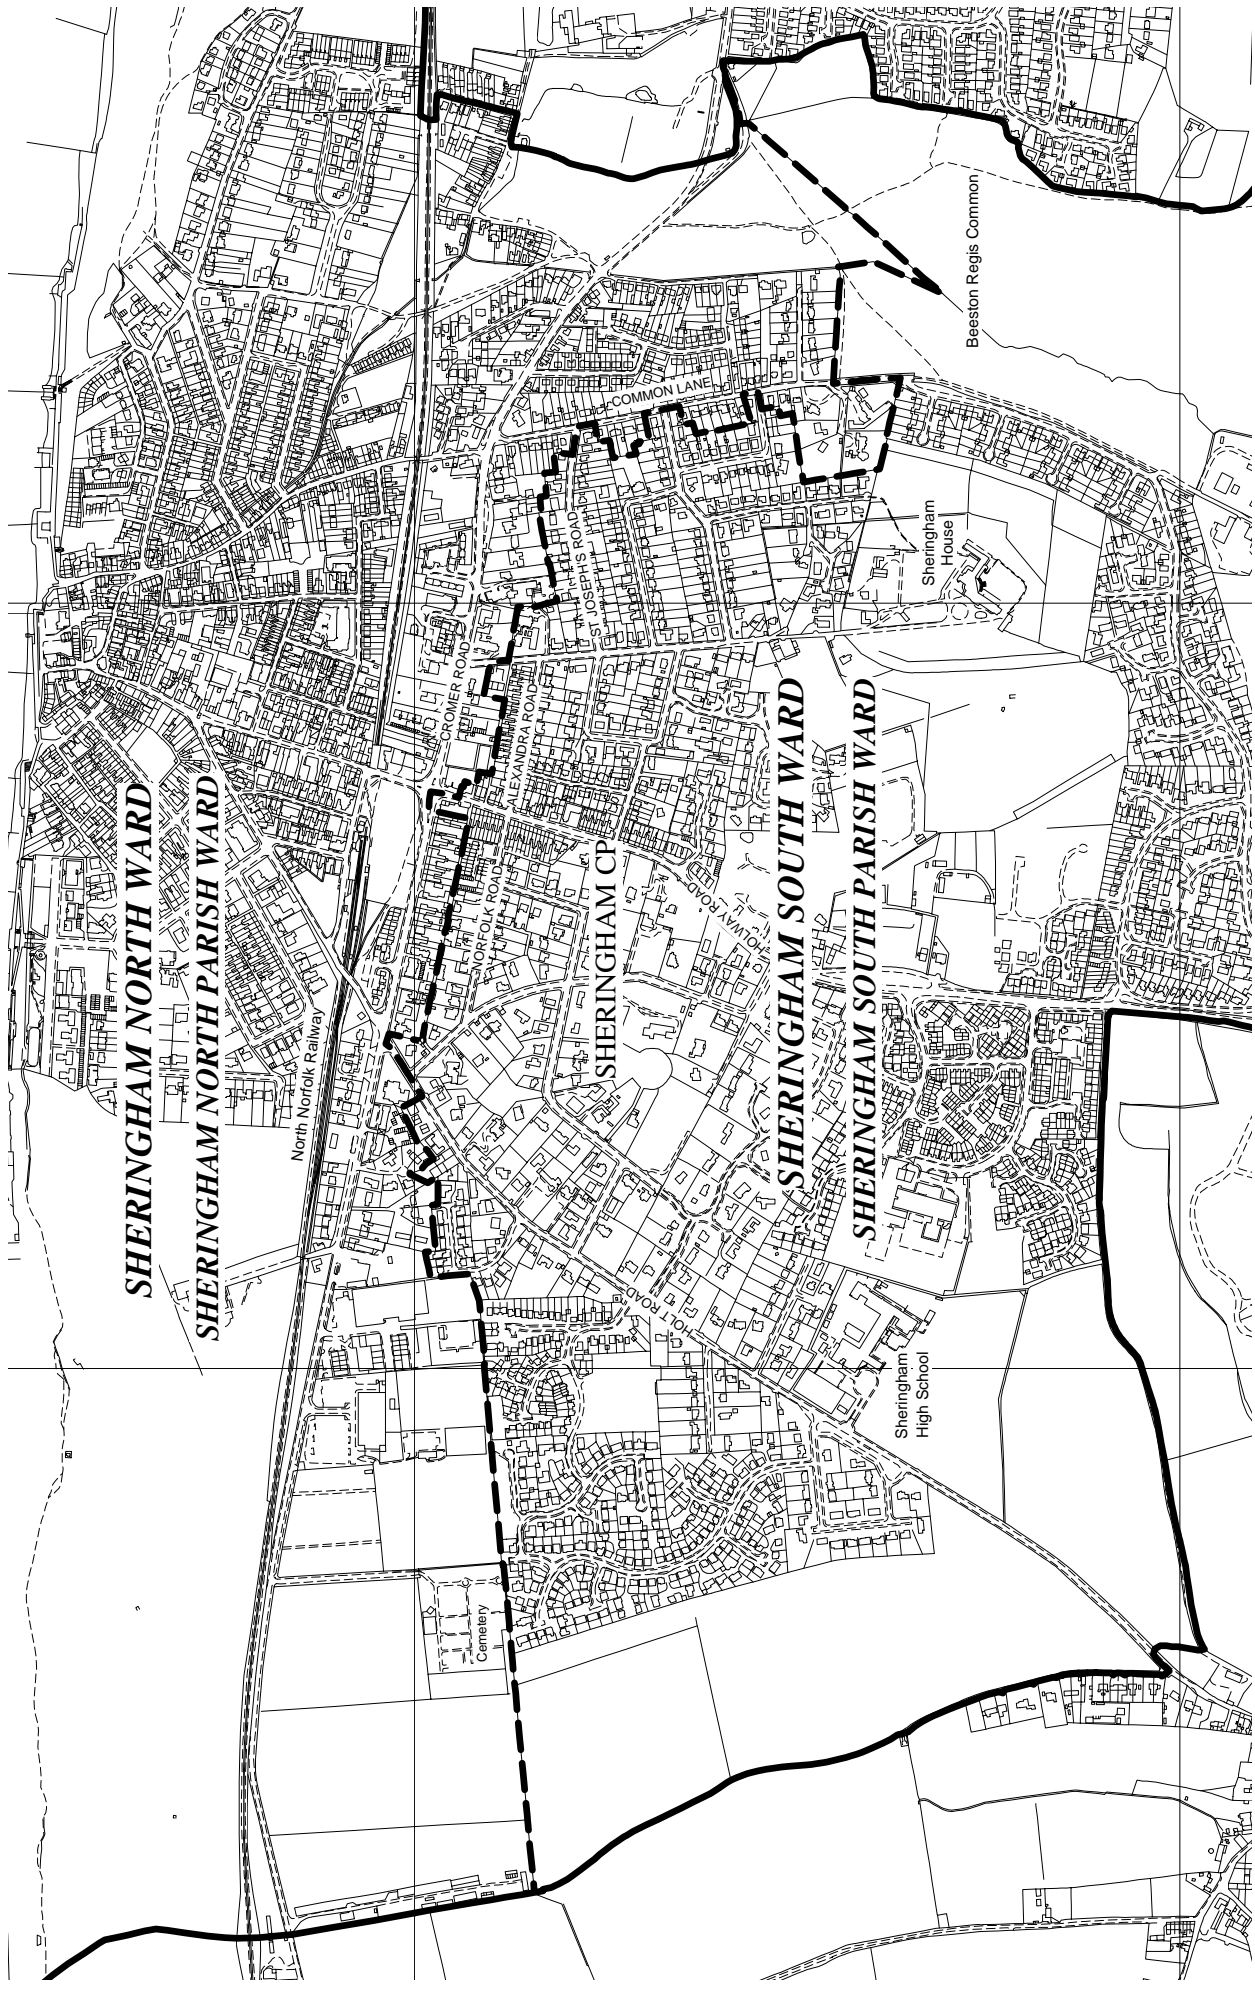 SHERINGHAM NORTH WARD
SHERINGHAM NORTH PARISH WARD
North Norfolk Railway
CROMER ROAD
COMMON LANE
ST JOSEPH'S ROAD
ALEXANDRA ROAD
NORFOLK ROAD
SHERINGHAM CP
HOLWAY ROAD
HOLT ROAD
Cemetery
SHERINGHAM SOUTH WARD
SHERINGHAM SOUTH PARISH WARD
Sheringham
High School
Sheringham
House
Beeston Regis Common